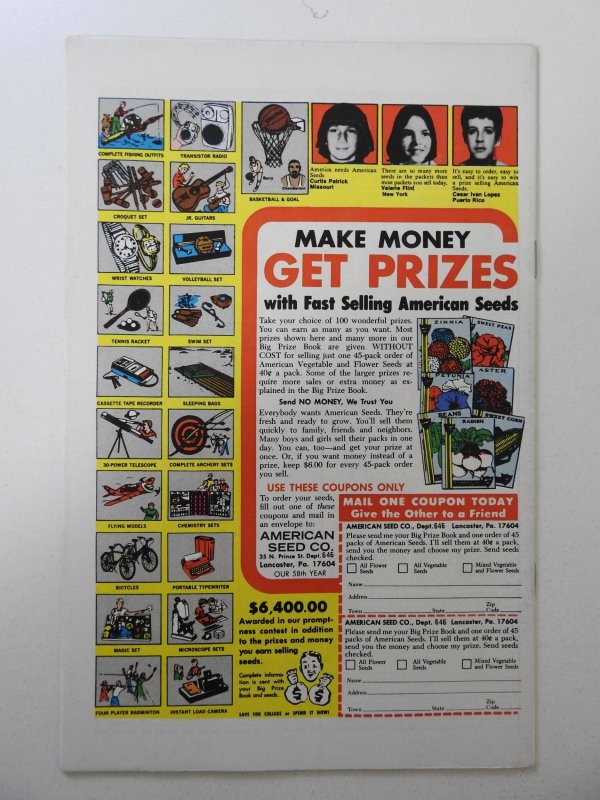 COMPLETE FISHING OUTFITS
TRANSISTOR RADIO
BASKETBALL & GOAL
Barry
Chamberlain
America needs American
Seeds
Curtis Patrick
Missouri
There are so many more
seeds in the packets than
most packets you sell today.
Valerie Flint
New York
It's easy to order, easy to
sell, and it's easy to win
a prize selling American
Seeds.
Cesar Ivan Lopez
Puerto Rico
CROQUET SET
JR. GUITARS
WRIST WATCHES
VOLLEYBALL SET
TENNIS RACKET
SWIM SET
CASSETTE TAPE RECORDER
SLEEPING BAGS
30-POWER TELESCOPE
COMPLETE ARCHERY SETS
FLYING MODELS
CHEMISTRY SETS
BICYCLES
PORTABLE TYPEWRITER
MAGIC SET
MICROSCOPE SETS
FOUR PLAYER BADMINTON
INSTANT LOAD CAMERA
MAKE MONEY
GET PRIZES
with Fast Selling American Seeds
Take your choice of 100 wonderful prizes.
You can earn as many as you want. Most
prizes shown here and many more in our
Big Prize Book are given WITHOUT
COST for selling just one 45-pack order of
American Vegetable and Flower Seeds at
40¢ a pack. Some of the larger prizes re-
quire more sales or extra money as ex-
plained in the Big Prize Book.
Send NO MONEY, We Trust You
Everybody wants American Seeds. They're
fresh and ready to grow. You'll sell them
quickly to family, friends and neighbors.
Many boys and girls sell their packs in one
day. You can, too—and get your prize at
once. Or, if you want money instead of a
prize, keep $6.00 for every 45-pack order
you sell.
ZINNIA
SWEET PEAS
PETUNIA
ASTER
BEANS
RADISH
SWEET CORN
USE THESE COUPONS ONLY
To order your seeds,
fill out one of these
coupons and mail in
an envelope to:
AMERICAN
SEED CO.
35 N. Prince St. Dept. 646
Lancaster, Pa. 17604
OUR 58th YEAR
MAIL ONE COUPON TODAY
Give the Other to a Friend
AMERICAN SEED CO., Dept. 646 Lancaster, Pa. 17604
Please send me your Big Prize Book and one order of 45
packs of American Seeds. I'll sell them at 40¢ a pack,
send you the money and choose my prize. Send seeds
checked.
All Flower
Seeds
All Vegetable
Seeds
Mixed Vegetable
and Flower Seeds
Name
Address
Town State Zip Code
AMERICAN SEED CO., Dept. 646 Lancaster, Pa. 17604
Please send me your Big Prize Book and one order of 45
packs of American Seeds. I'll sell them at 40¢ a pack,
send you the money and choose my prize. Send seeds
checked.
All Flower
Seeds
All Vegetable
Seeds
Mixed Vegetable
and Flower Seeds
Name
Address
Town State Zip Code
$6,400.00
Awarded in our prompt-
ness contest in addition
to the prizes and money
you earn selling
seeds.
Complete informa-
tion is sent with
your Big Prize
Book and seeds.
SAVE FOR COLLEGE or SPEND IT NOW!